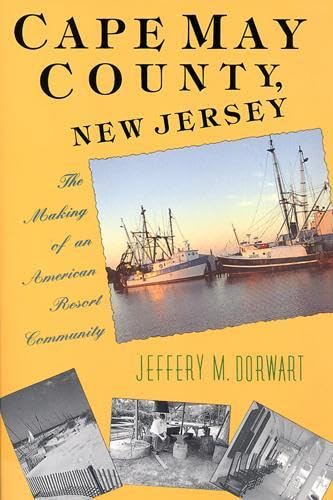 CAPE MAY
COUNTY,
NEW JERSEY
The
Making
of an
American
Resort
Community
JEFFERY M. DORWART